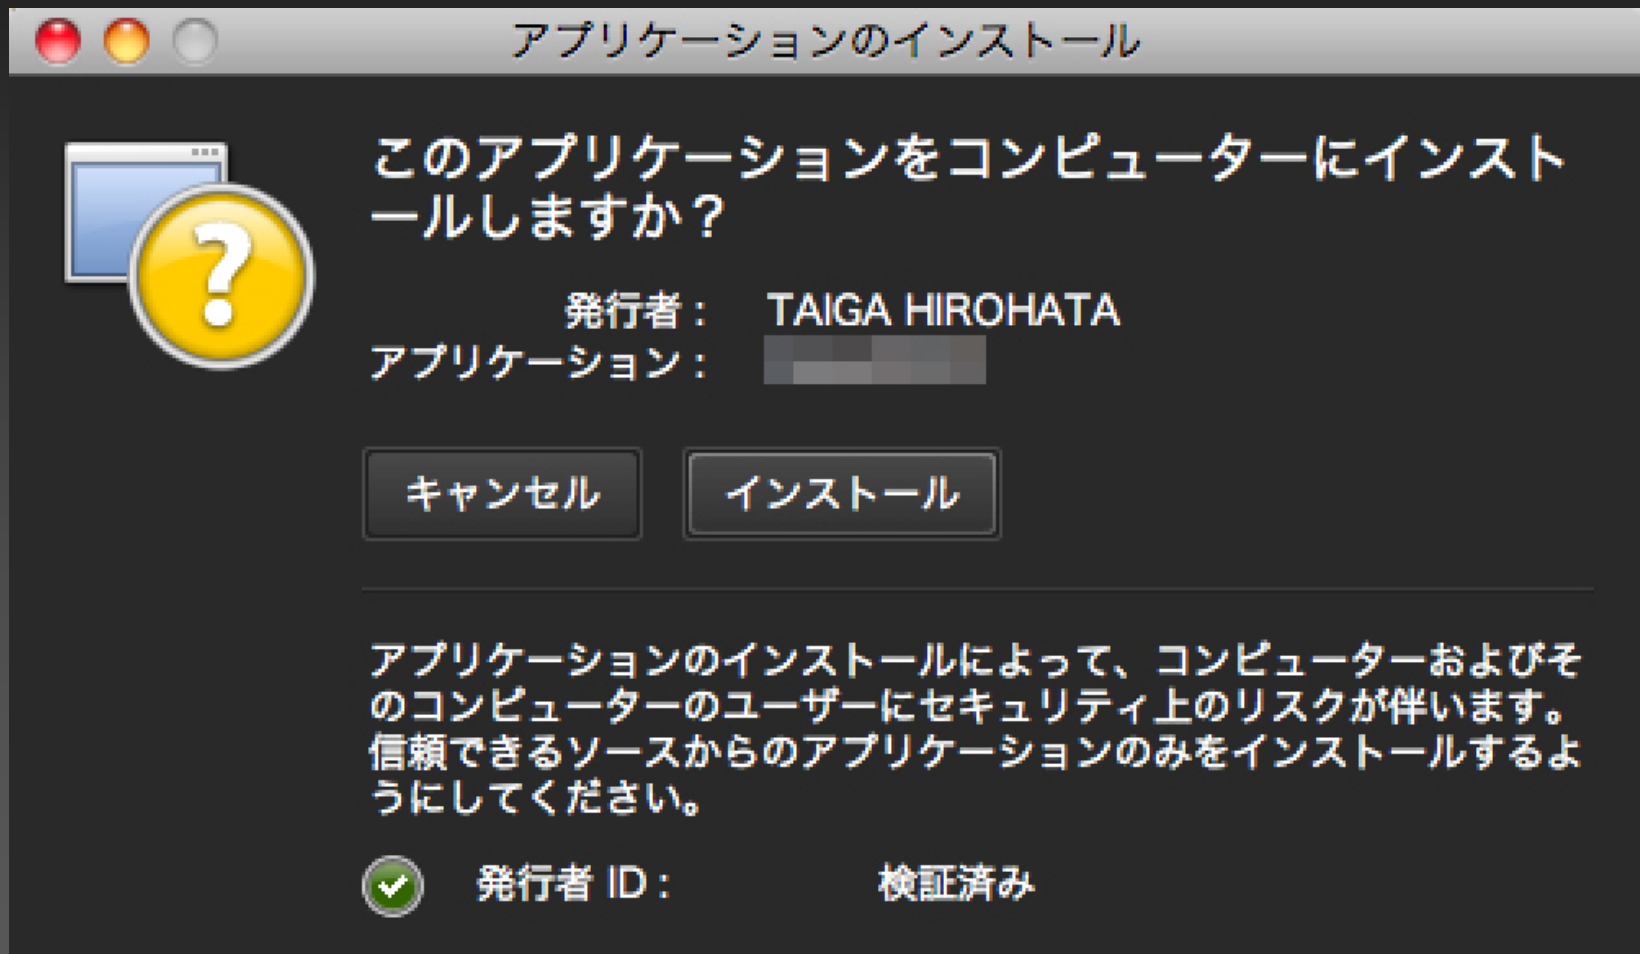 アプリケーションのインストール
このアプリケーションをコンピューターにインスト
ールしますか？
発行者： TAIGA HIROHATA
アプリケーション：
キャンセル インストール
アプリケーションのインストールによって、コンピューターおよびそ
のコンピューターのユーザーにセキュリティ上のリスクが伴います。
信頼できるソースからのアプリケーションのみをインストールするよ
うにしてください。
発行者 ID： 検証済み